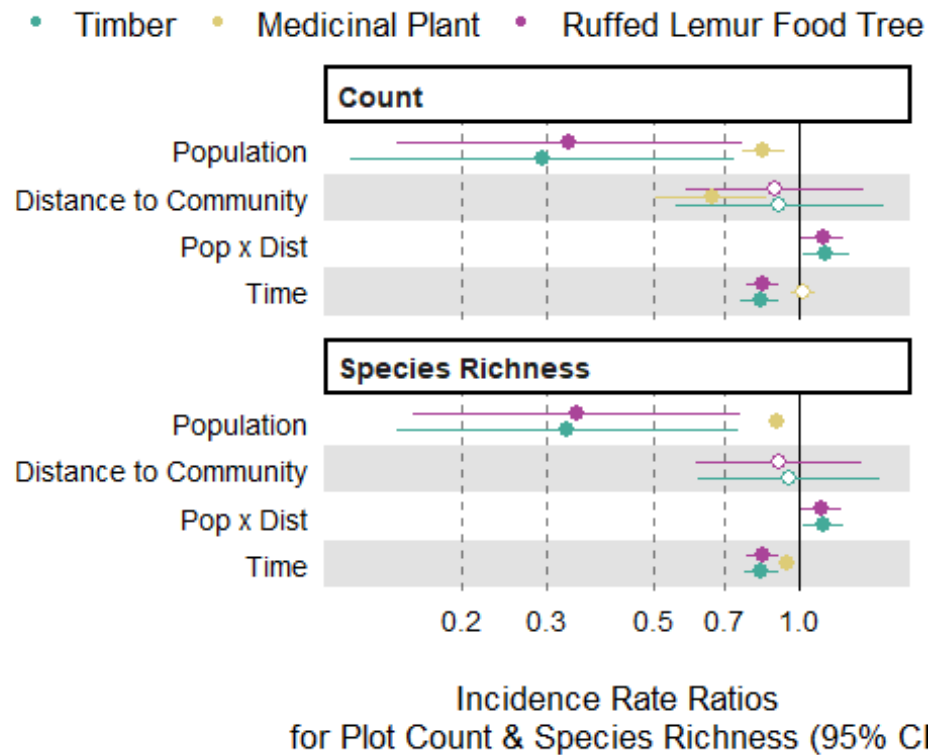 Timber Medicinal Plant Ruffed Lemur Food Tree
Count
Population
Distance to Community
Pop x Dist
Time
Species Richness
Population
Distance to Community
Pop x Dist
Time
0.2 0.3 0.5 0.7 1.0
Incidence Rate Ratios
for Plot Count & Species Richness (95% CI